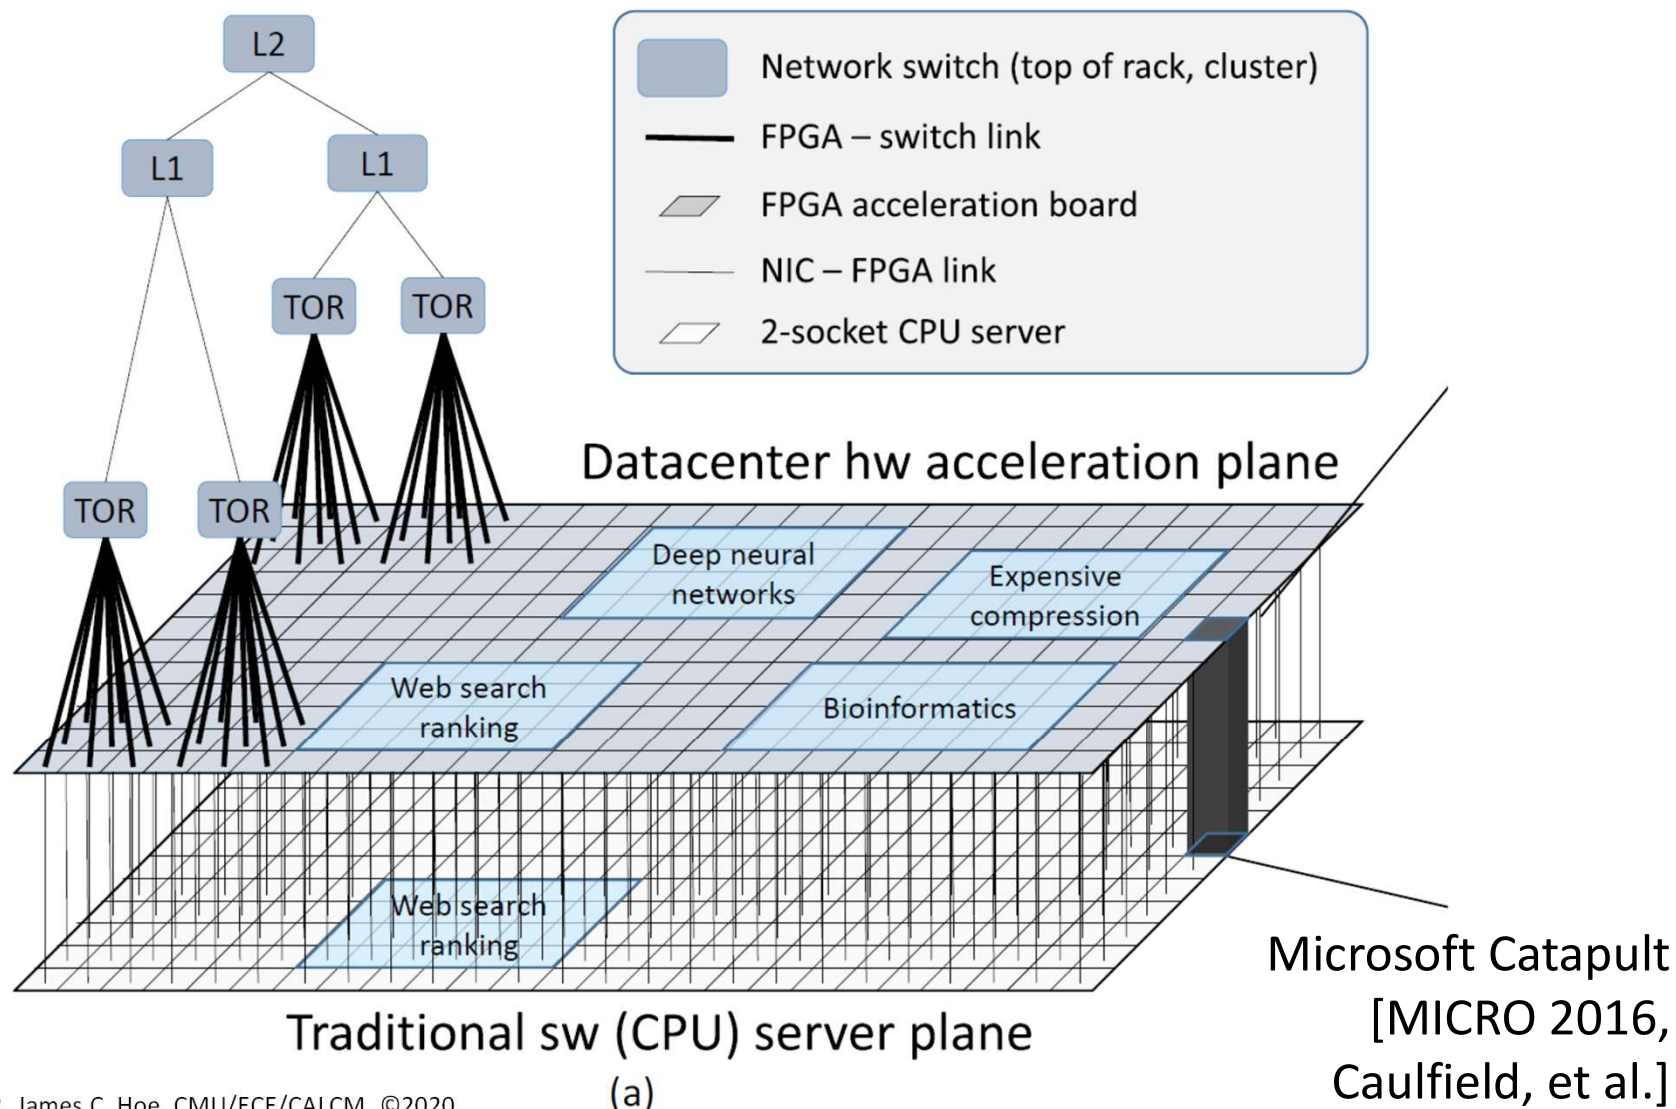 L2
L1
L1
TOR
TOR
TOR
TOR
Network switch (top of rack, cluster)
FPGA – switch link
FPGA acceleration board
NIC – FPGA link
2-socket CPU server
Datacenter hw acceleration plane
Deep neural
networks
Expensive
compression
Web search
ranking
Bioinformatics
Web search
ranking
Traditional sw (CPU) server plane
(a)
Microsoft Catapult
[MICRO 2016,
Caulfield, et al.]
James C. Hoe, CMU/ECE/CALCM, ©2020